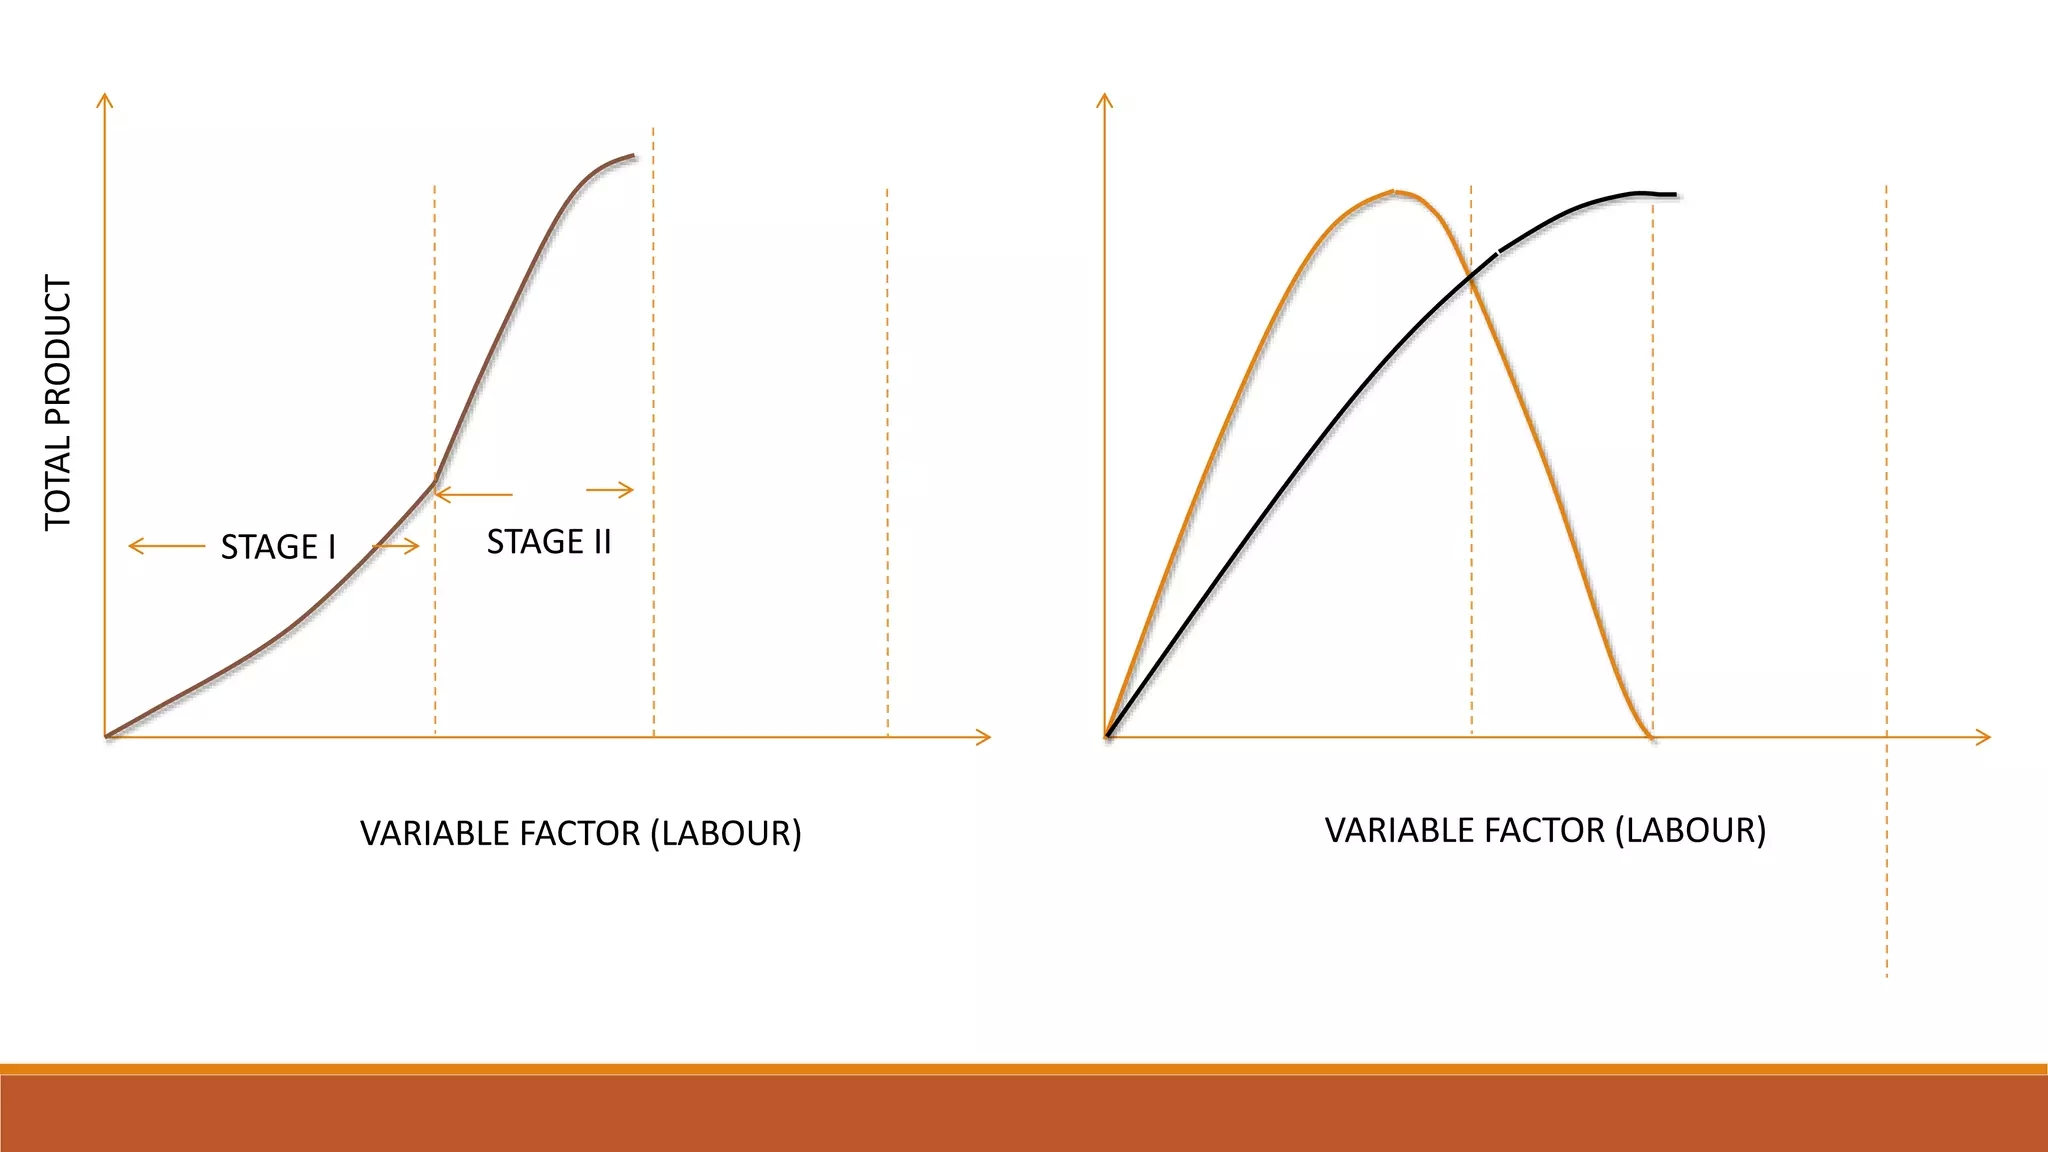 TOTAL PRODUCT
STAGE I
STAGE II
VARIABLE FACTOR (LABOUR)
VARIABLE FACTOR (LABOUR)